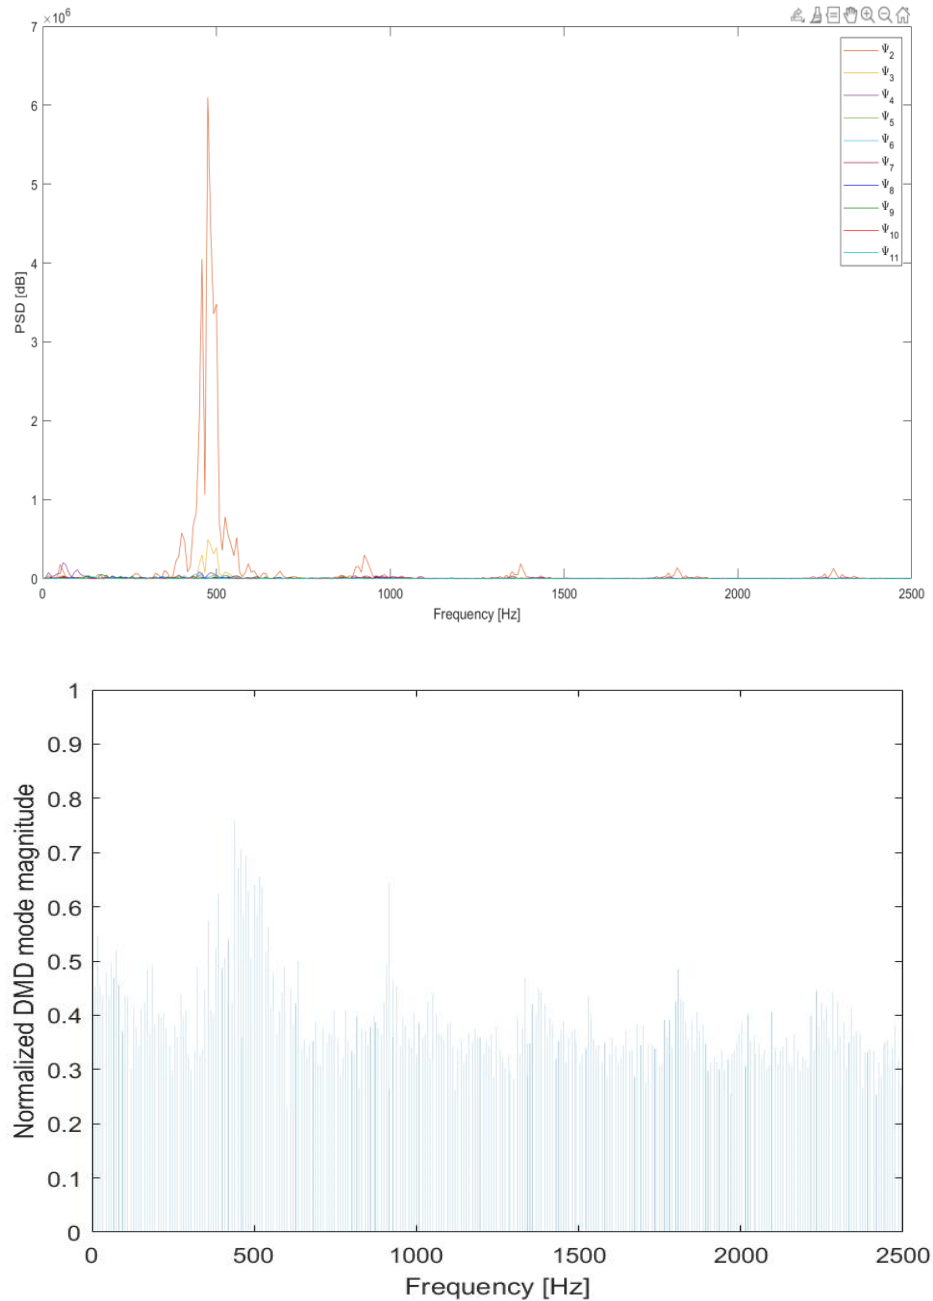 ×10⁶
7
6
5
4
3
2
1
0
PSD [dB]
0 500 1000 1500 2000 2500
Frequency [Hz]
Ψ₂
Ψ₃
Ψ₄
Ψ₅
Ψ₆
Ψ₇
Ψ₈
Ψ₉
Ψ₁₀
Ψ₁₁
1
0.9
0.8
0.7
0.6
0.5
0.4
0.3
0.2
0.1
0
Normalized DMD mode magnitude
0 500 1000 1500 2000 2500
Frequency [Hz]